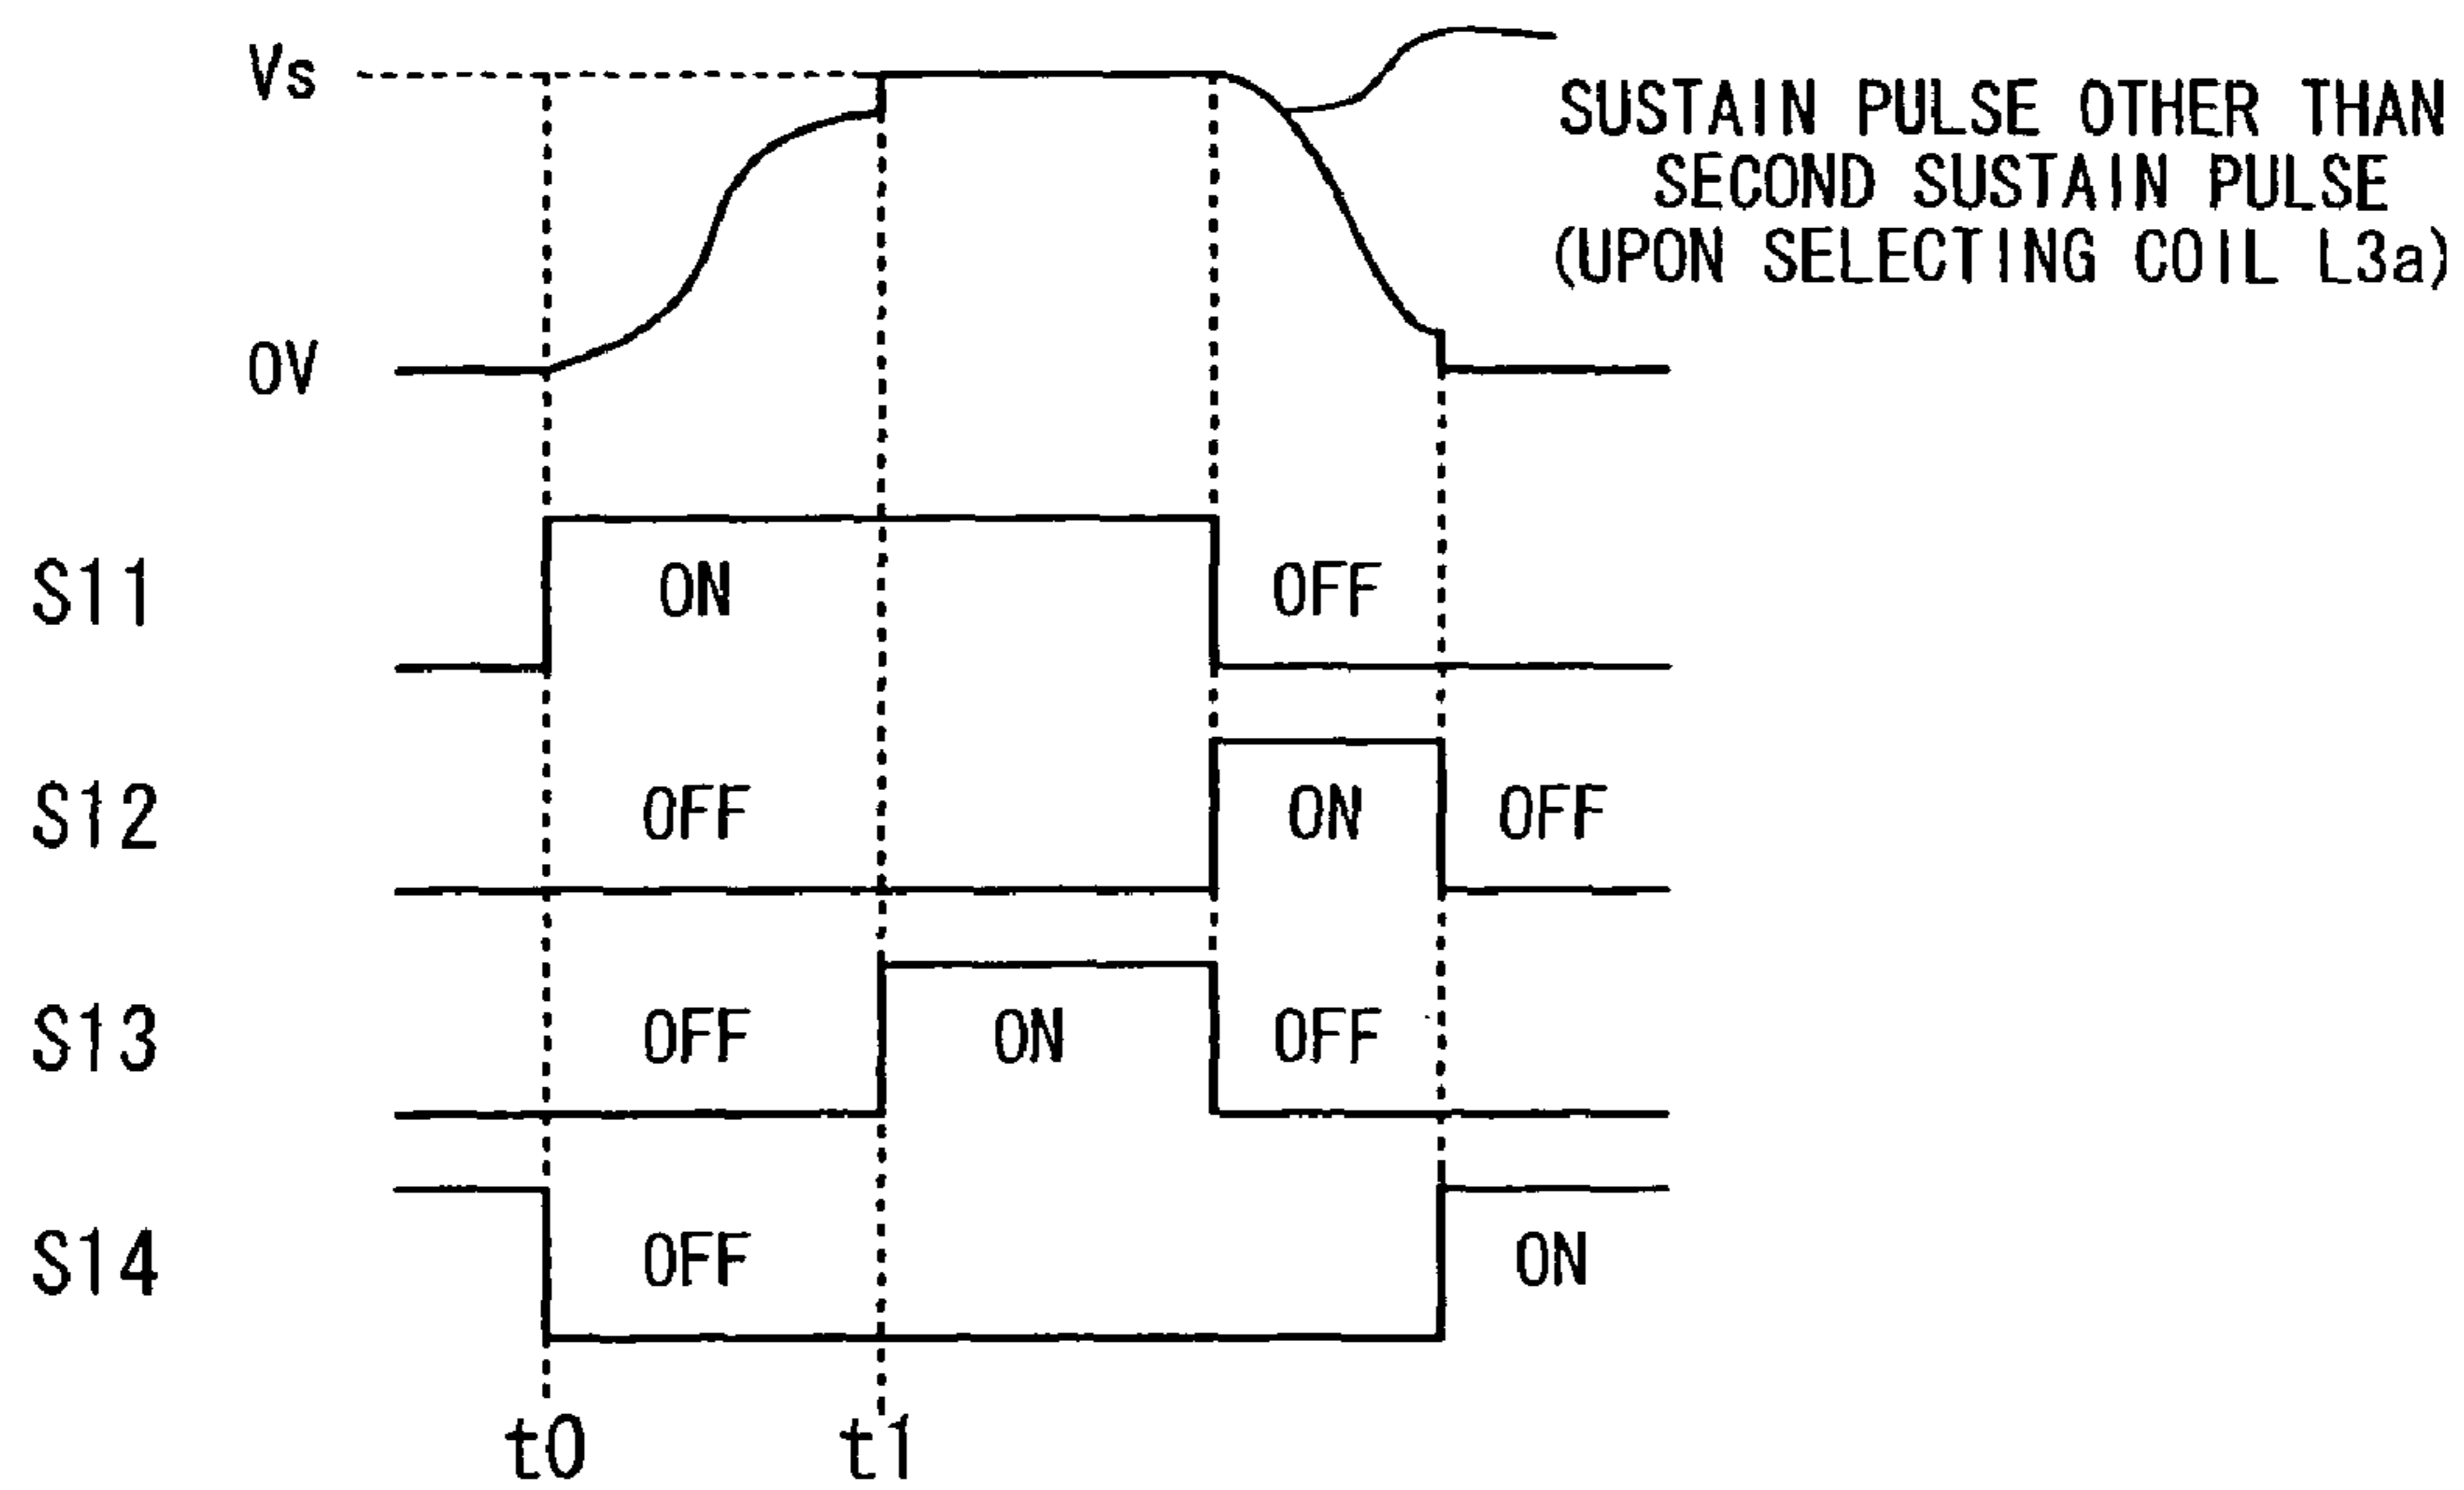 Vs
SUSTAIN PULSE OTHER THAN
SECOND SUSTAIN PULSE
(UPON SELECTING COIL L3a)
0V
S11 ON OFF
S12 OFF ON OFF
S13 OFF ON OFF
S14 OFF ON
t0 t1